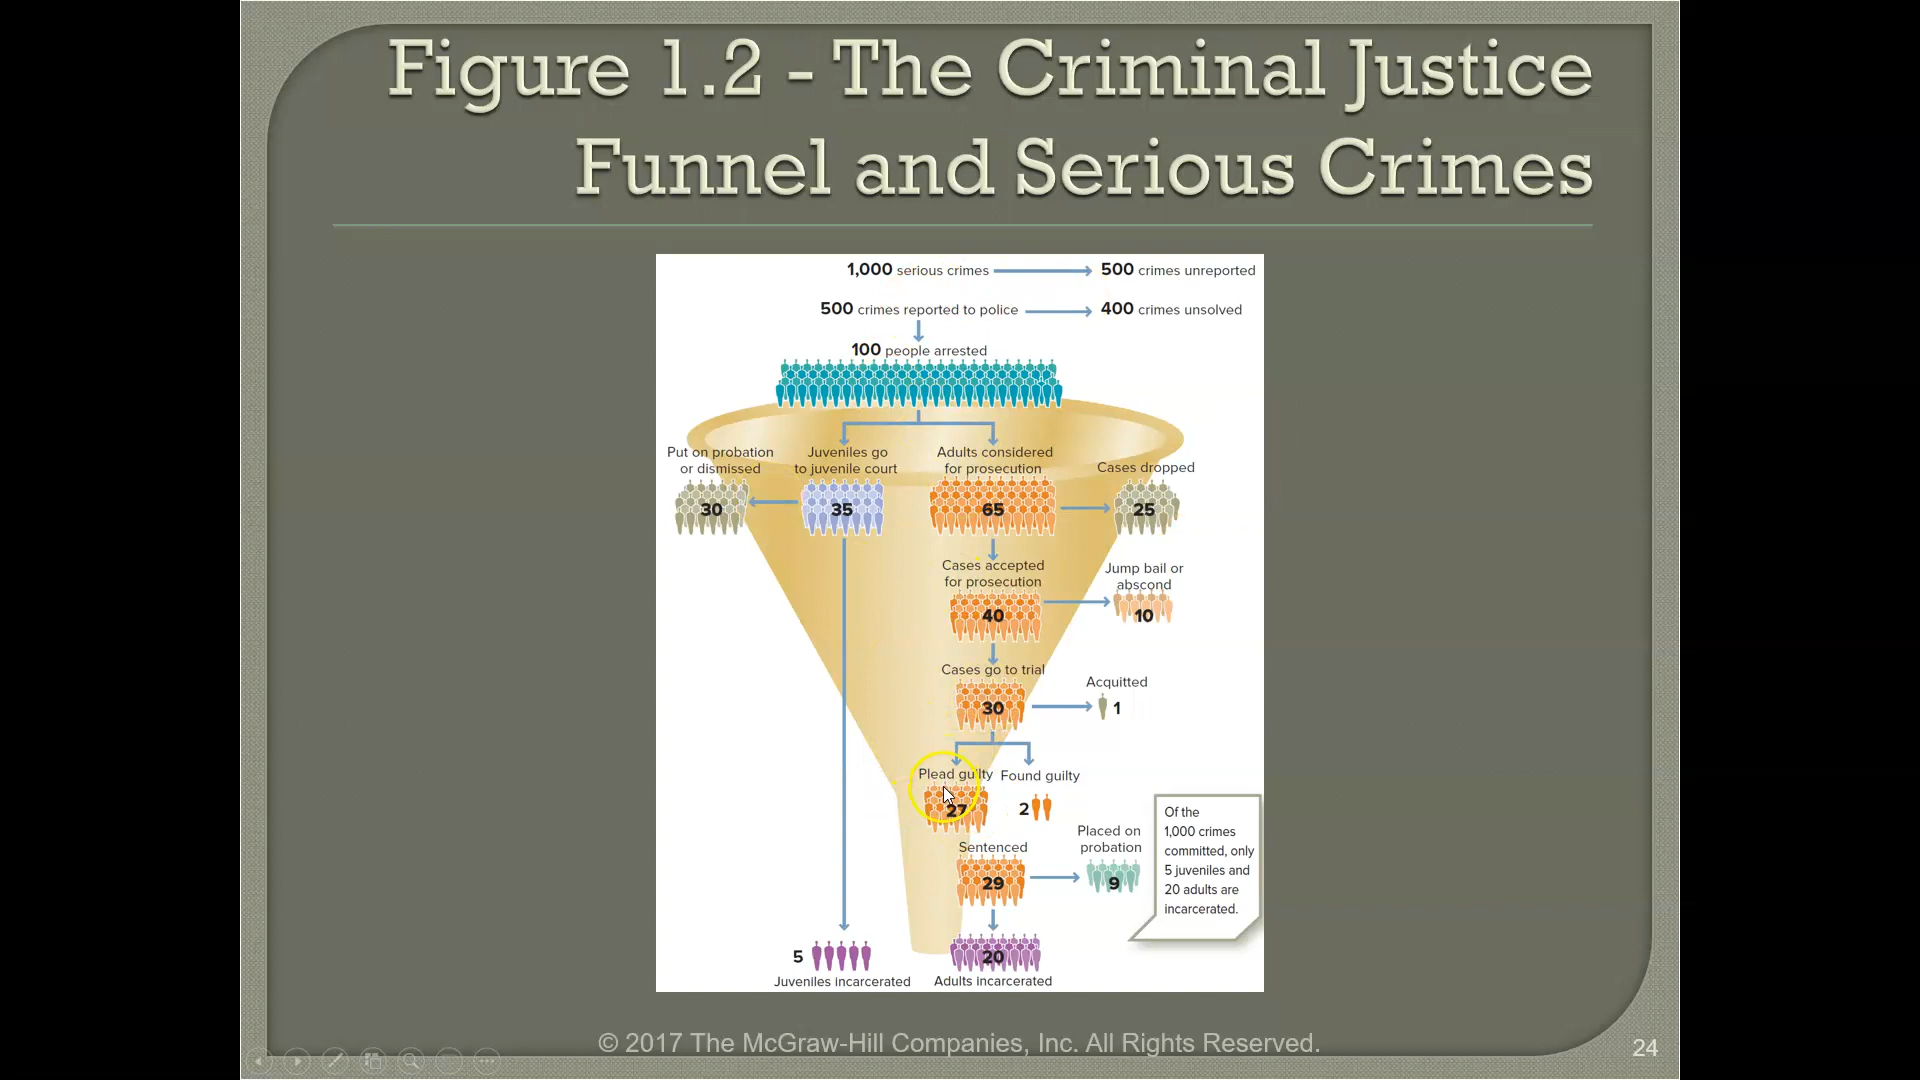 Figure 1.2 - The Criminal Justice
Funnel and Serious Crimes
1,000 serious crimes
500 crimes unreported
500 crimes reported to police
400 crimes unsolved
100 people arrested
Put on probation
or dismissed
30
Juveniles go
to juvenile court
35
Adults considered
for prosecution
65
Cases dropped
25
Cases accepted
for prosecution
40
Jump bail or
abscond
10
Cases go to trial
30
Acquitted
1
Plead guilty
27
Found guilty
2
Sentenced
29
Placed on
probation
9
Of the
1,000 crimes
committed, only
5 juveniles and
20 adults are
incarcerated.
5
Juveniles incarcerated
20
Adults incarcerated
© 2017 The McGraw-Hill Companies, Inc. All Rights Reserved.
24